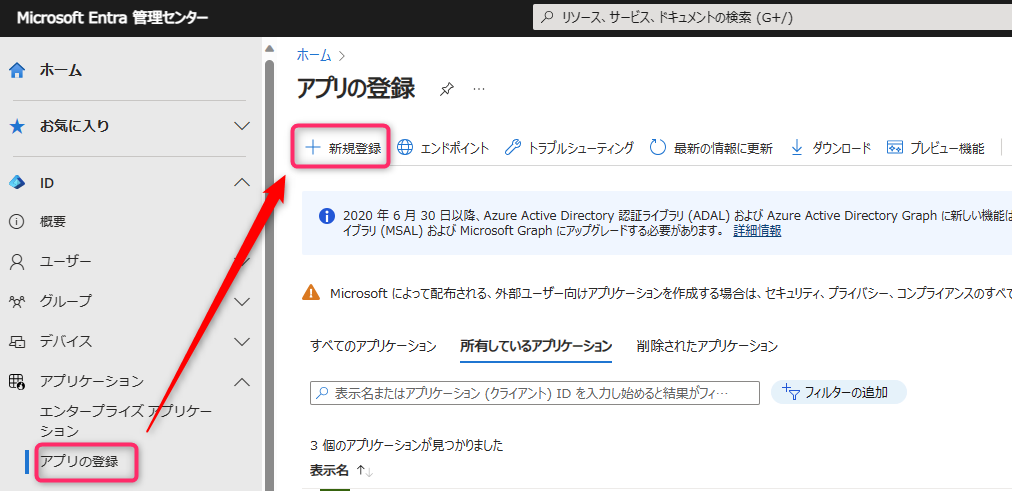 Microsoft Entra 管理センター
リソース、サービス、ドキュメントの検索 (G+/)
ホーム
お気に入り
ID
概要
ユーザー
グループ
デバイス
アプリケーション
エンタープライズ アプリケー
ション
アプリの登録
ホーム
アプリの登録
新規登録
エンドポイント
トラブルシューティング
最新の情報に更新
ダウンロード
プレビュー機能
2020 年 6 月 30 日以降、Azure Active Directory 認証ライブラリ (ADAL) および Azure Active Directory Graph に新しい機能は
イブラリ (MSAL) および Microsoft Graph にアップグレードする必要があります。 詳細情報
Microsoft によって配布される、外部ユーザー向けアプリケーションを作成する場合は、セキュリティ、プライバシー、コンプライアンスのすべて
すべてのアプリケーション
所有しているアプリケーション
削除されたアプリケーション
表示名またはアプリケーション (クライアント) ID を入力し始めると結果がフィ…
フィルターの追加
3 個のアプリケーションが見つかりました
表示名